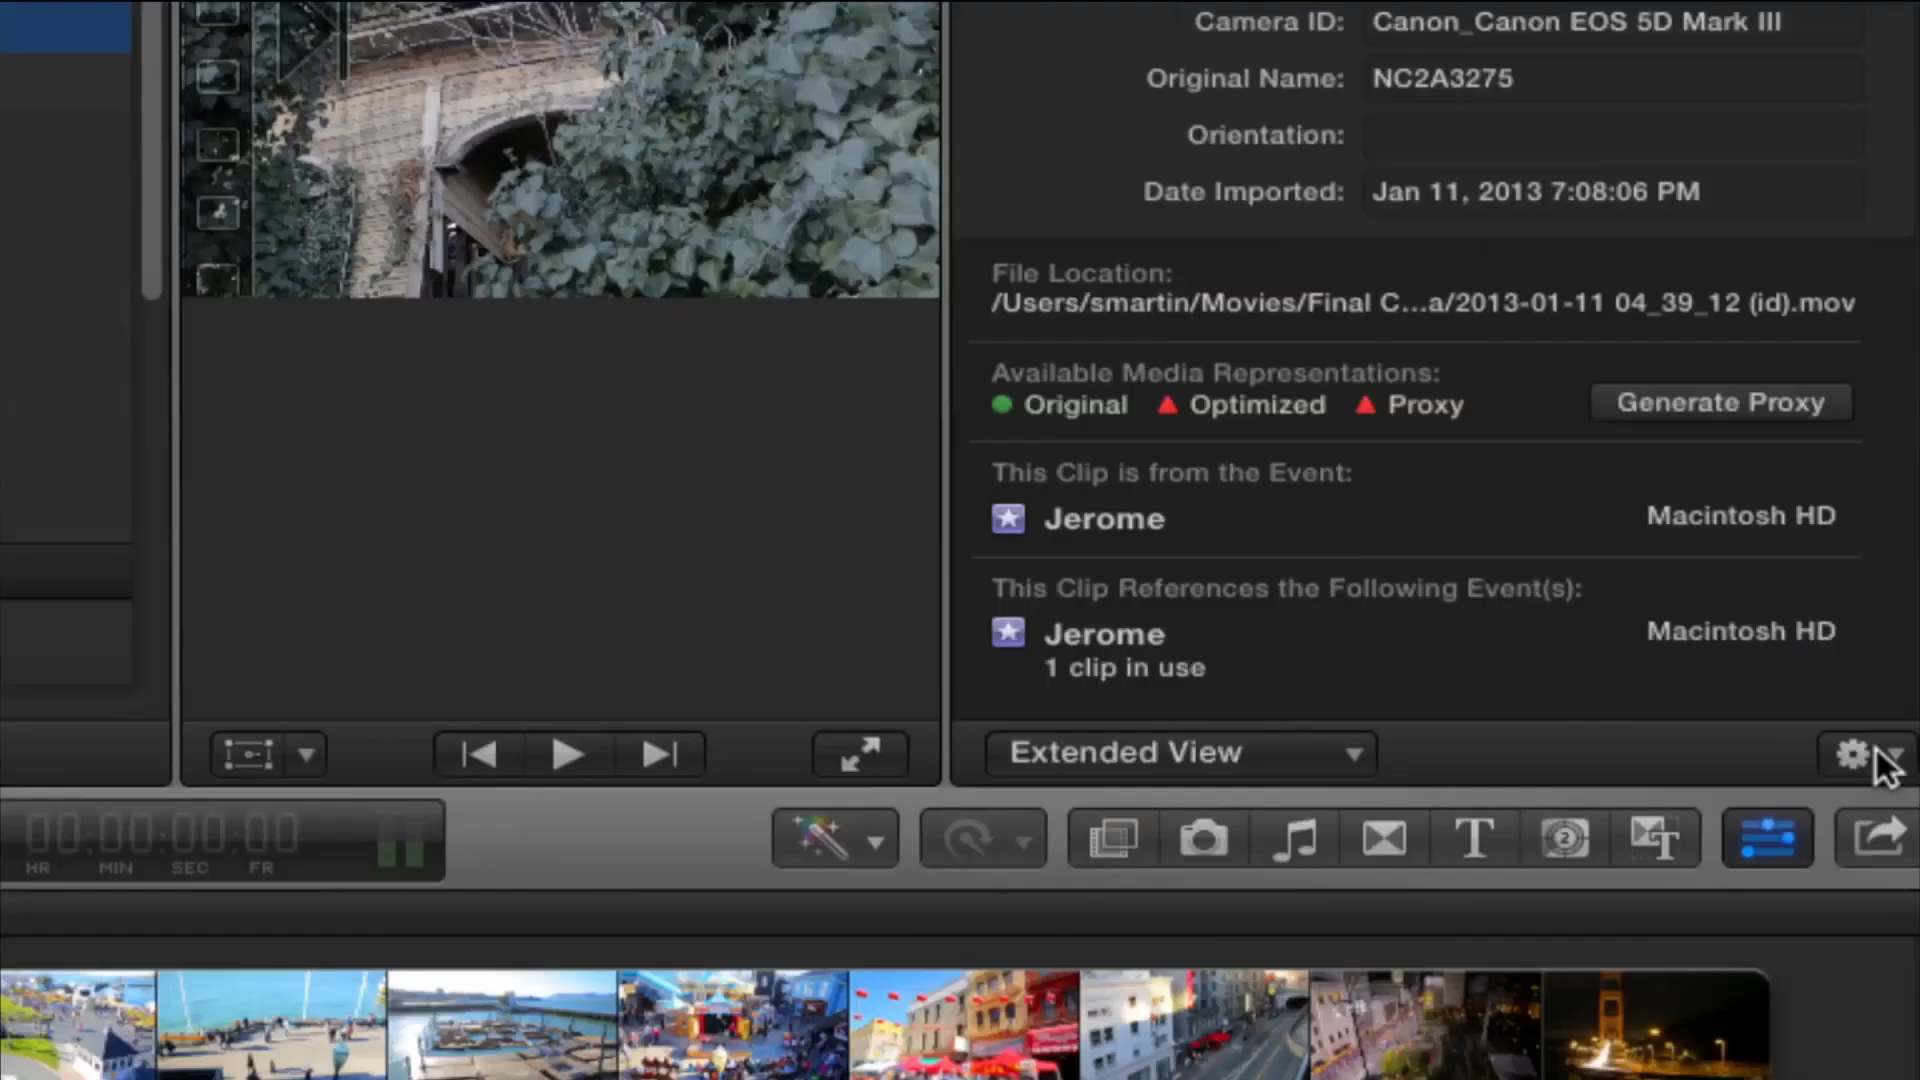 Camera ID: Canon_Canon EOS 5D Mark III
Original Name: NC2A3275
Orientation:
Date Imported: Jan 11, 2013 7:08:06 PM
File Location:
/Users/smartin/Movies/Final C...a/2013-01-11 04_39_12 (id).mov
Available Media Representations:
Original Optimized Proxy Generate Proxy
This Clip is from the Event:
Jerome Macintosh HD
This Clip References the Following Event(s):
Jerome Macintosh HD
1 clip in use
Extended View
00:00:00:00
HR MIN SEC FR
T 2 T